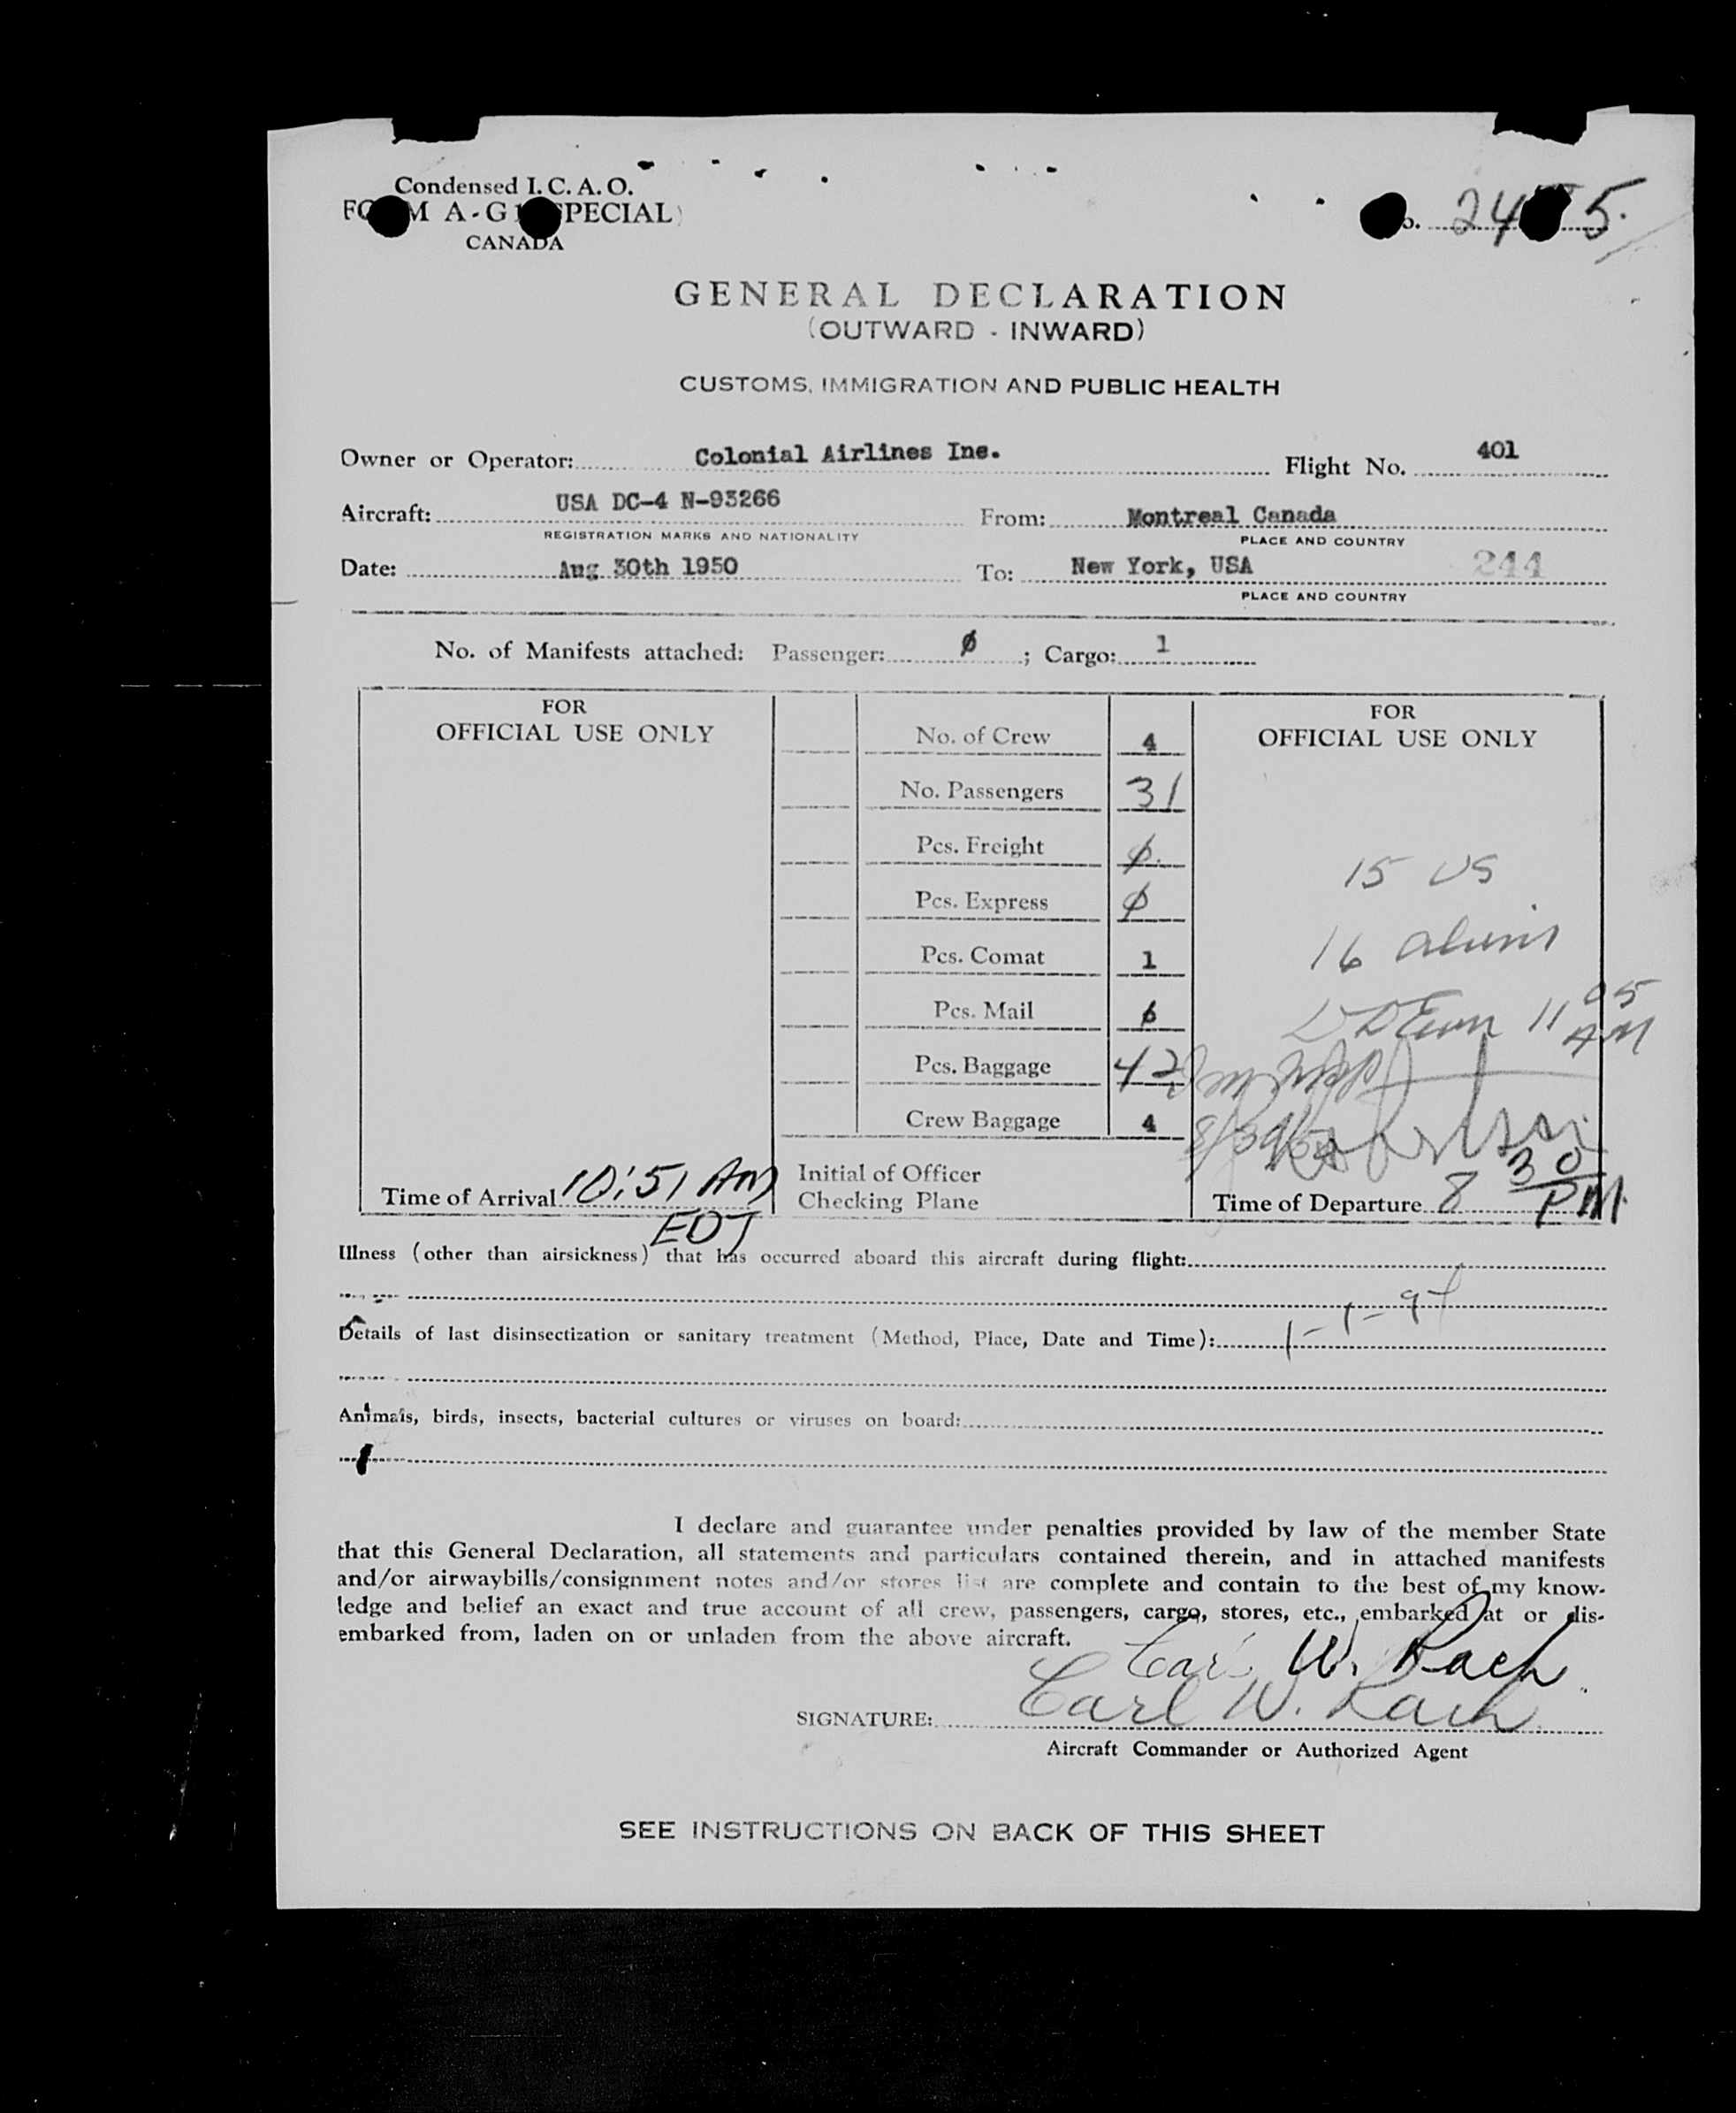 Condensed I. C. A. O.
FORM A-G1 (SPECIAL)
CANADA
No. 24 5.
GENERAL DECLARATION
(OUTWARD - INWARD)
CUSTOMS, IMMIGRATION AND PUBLIC HEALTH
Owner or Operator: Colonial Airlines Inc. Flight No. 401
Aircraft: USA DC-4 N-93266 From: Montreal Canada
REGISTRATION MARKS AND NATIONALITY PLACE AND COUNTRY
Date: Aug 30th 1950 To: New York, USA 244
PLACE AND COUNTRY
No. of Manifests attached: Passenger: ø ; Cargo: 1
FOR
OFFICIAL USE ONLY
No. of Crew 4
No. Passengers 31
Pcs. Freight ø.
Pcs. Express ø
Pcs. Comat 1
Pcs. Mail ø
Pcs. Baggage 42
Crew Baggage 4
FOR
OFFICIAL USE ONLY
15 US
16 aliens
11 05 AM
8/30/50
Time of Arrival 10:51 AM
EDT
Initial of Officer
Checking Plane
Time of Departure 8 30 PM.
Illness (other than airsickness) that has occurred aboard this aircraft during flight:
Details of last disinsectization or sanitary treatment (Method, Place, Date and Time):
Animals, birds, insects, bacterial cultures or viruses on board:
I declare and guarantee under penalties provided by law of the member State
that this General Declaration, all statements and particulars contained therein, and in attached manifests
and/or airwaybills/consignment notes and/or stores list are complete and contain to the best of my know-
ledge and belief an exact and true account of all crew, passengers, cargo, stores, etc., embarked at or dis-
embarked from, laden on or unladen from the above aircraft.
Carl W. Rach
SIGNATURE: Carl W. Rach
Aircraft Commander or Authorized Agent
SEE INSTRUCTIONS ON BACK OF THIS SHEET